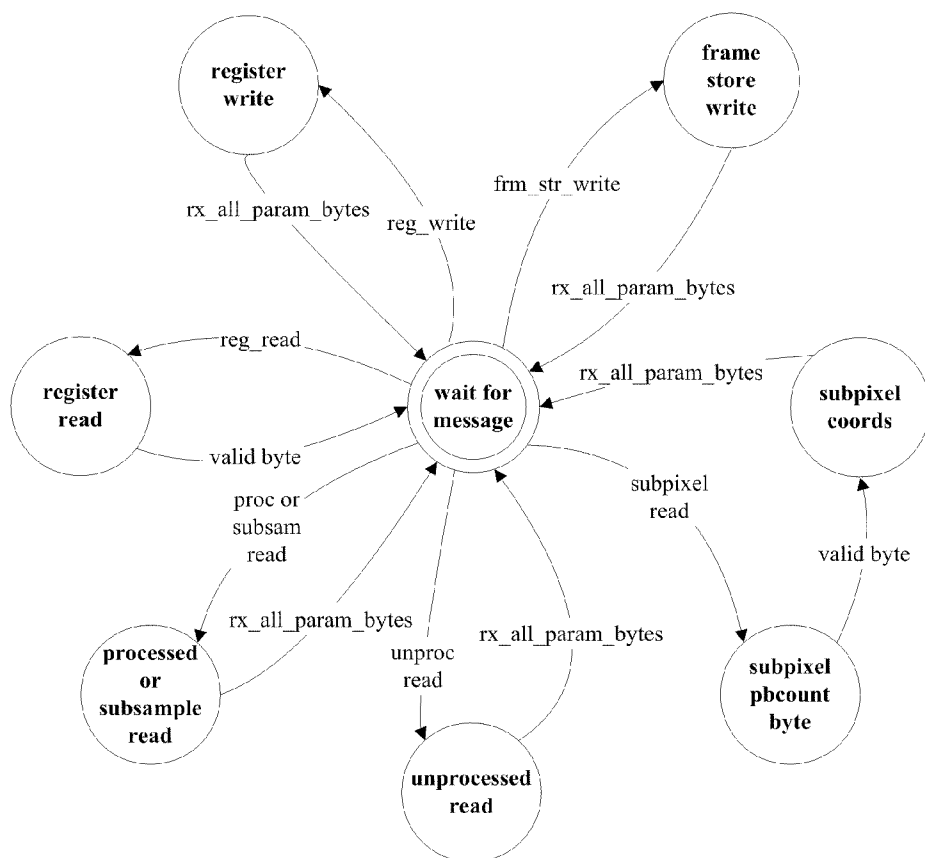 register
write
frame
store
write
frm_str_write
rx_all_param_bytes
reg_write
rx_all_param_bytes
reg_read
rx_all_param_bytes
register
read
wait for
message
subpixel
coords
valid byte
subpixel
read
proc or
subsam
read
valid byte
rx_all_param_bytes
rx_all_param_bytes
unproc
read
processed
or
subsample
read
subpixel
pbcount
byte
unprocessed
read